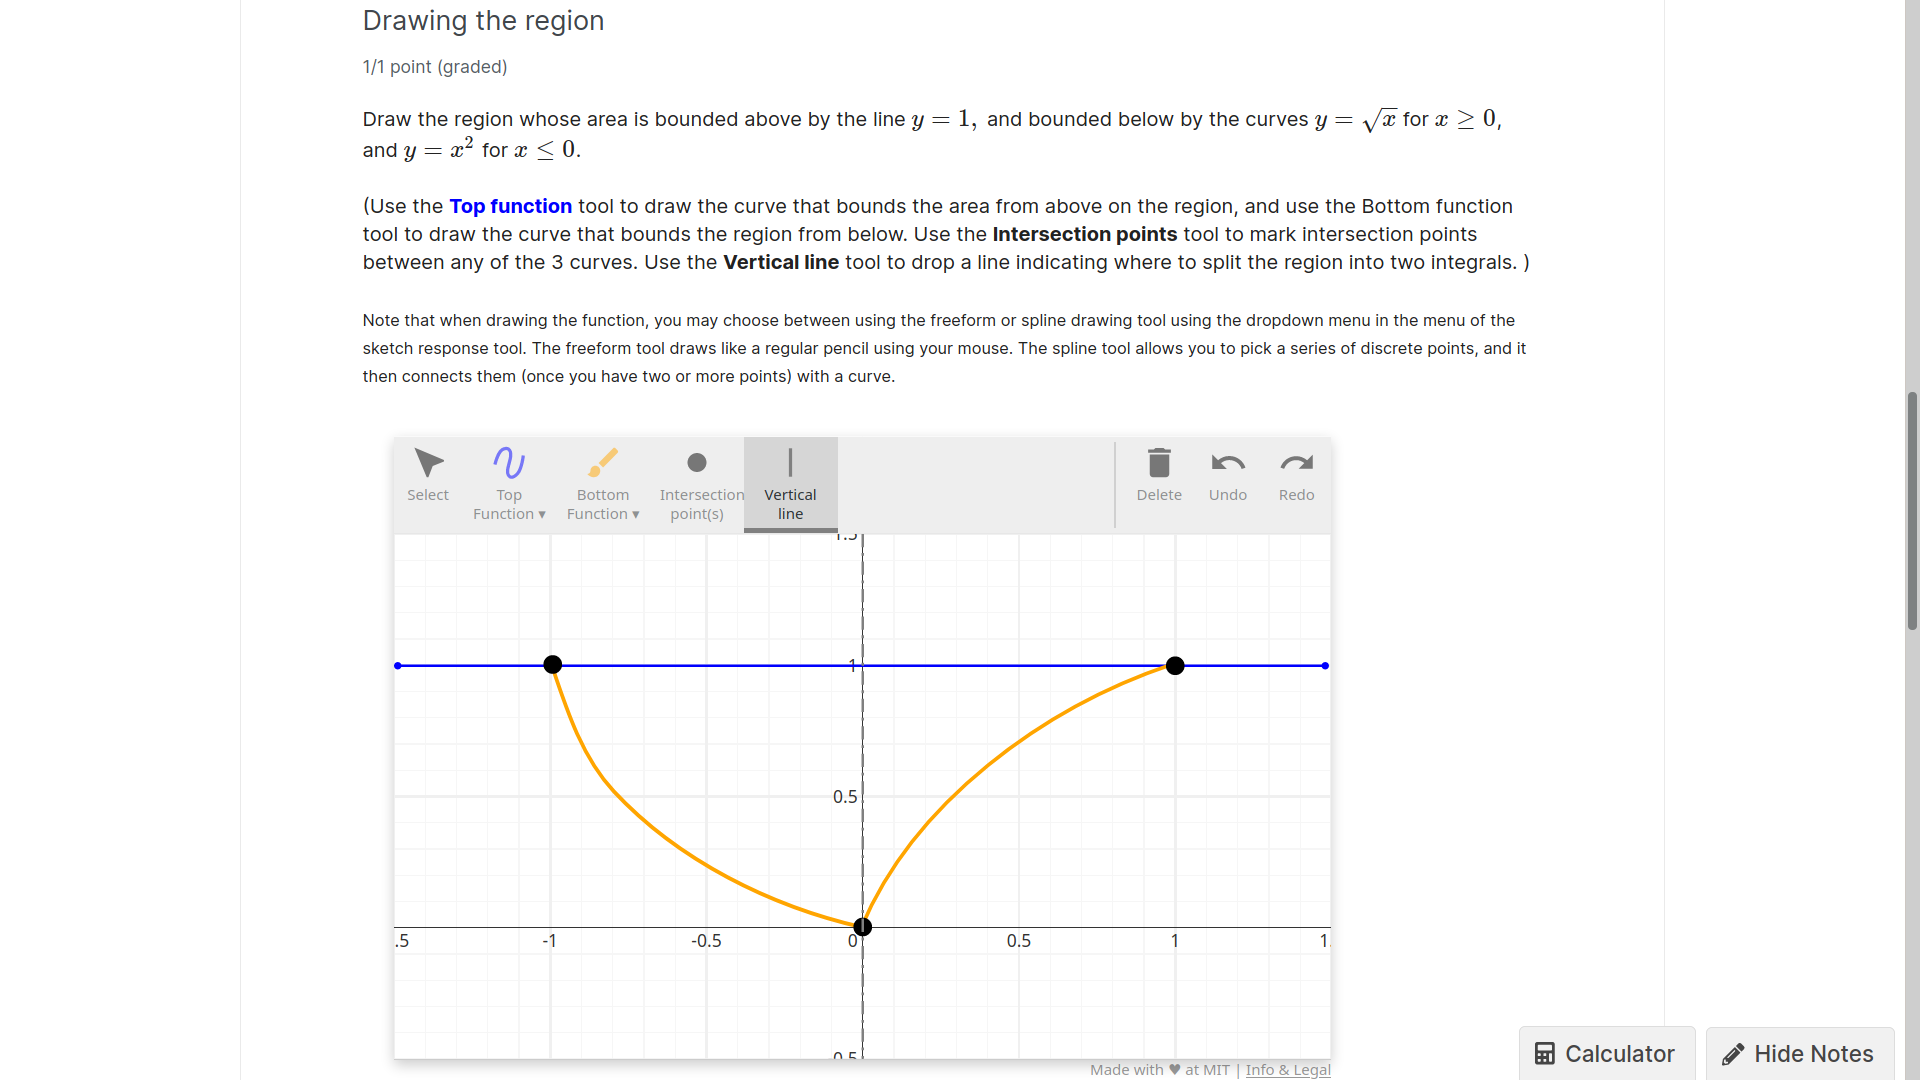 Drawing the region
1/1 point (graded)
Draw the region whose area is bounded above by the line y = 1, and bounded below by the curves y = √x for x ≥ 0,
and y = x² for x ≤ 0.
(Use the Top function tool to draw the curve that bounds the area from above on the region, and use the Bottom function
tool to draw the curve that bounds the region from below. Use the Intersection points tool to mark intersection points
between any of the 3 curves. Use the Vertical line tool to drop a line indicating where to split the region into two integrals. )
Note that when drawing the function, you may choose between using the freeform or spline drawing tool using the dropdown menu in the menu of the
sketch response tool. The freeform tool draws like a regular pencil using your mouse. The spline tool allows you to pick a series of discrete points, and it
then connects them (once you have two or more points) with a curve.
Select
Top
Function ▾
Bottom
Function ▾
Intersection
point(s)
Vertical
line
Delete
Undo
Redo
1.5
1
0.5
.5 -1 -0.5 0 0.5 1 1.
0.5
Made with ♥ at MIT | Info & Legal
Calculator
Hide Notes